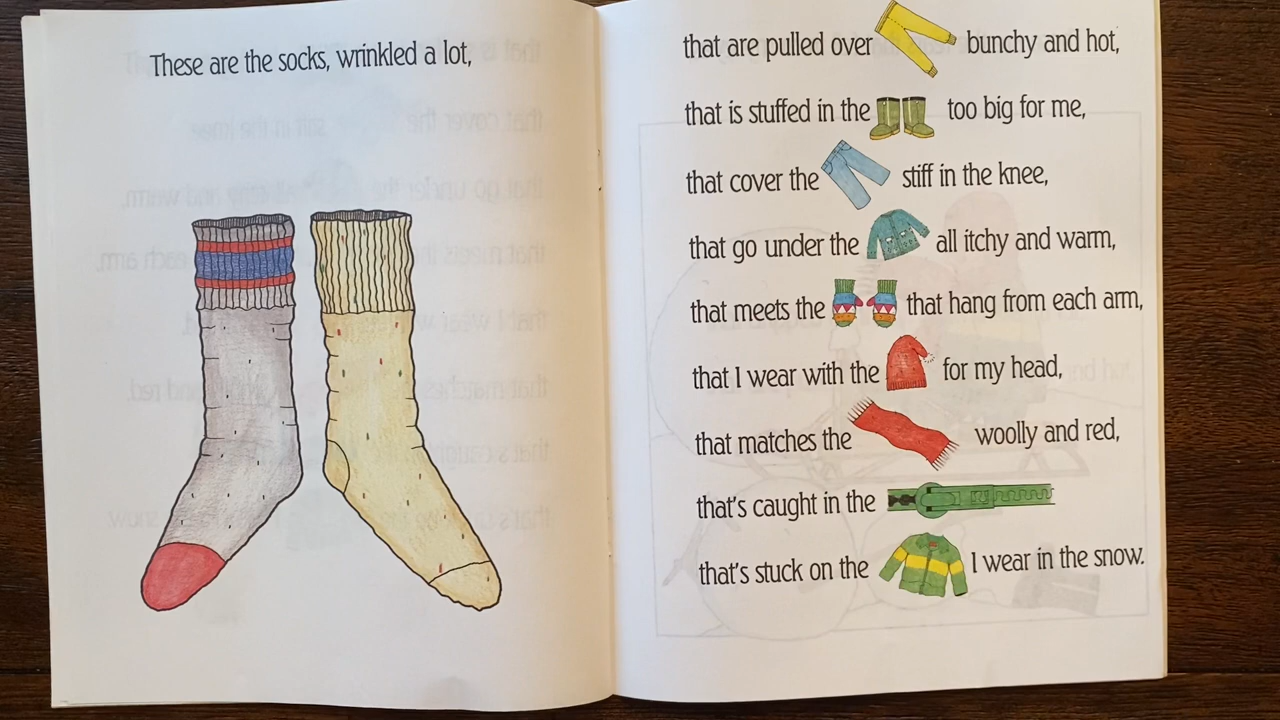 These are the socks, wrinkled a lot,
that are pulled over bunchy and hot,
that is stuffed in the too big for me,
that cover the stiff in the knee,
that go under the all itchy and warm,
that meets the that hang from each arm,
that I wear with the for my head,
that matches the woolly and red,
that's caught in the
that's stuck on the I wear in the snow.